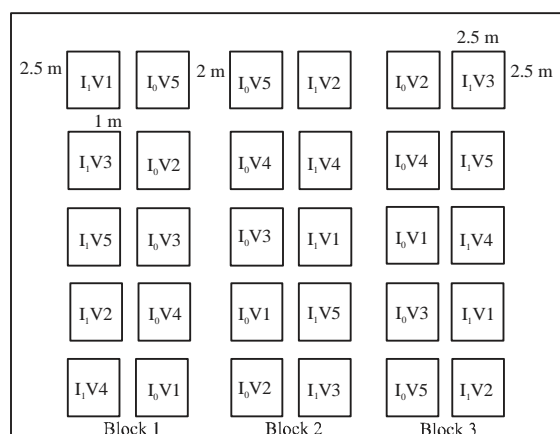 2.5 m
2.5 m I₁V1 I₀V5 2 m I₀V5 I₁V2 I₀V2 I₁V3 2.5 m
1 m
I₁V3 I₀V2 I₀V4 I₁V4 I₀V4 I₁V5
I₁V5 I₀V3 I₀V3 I₁V1 I₀V1 I₁V4
I₁V2 I₀V4 I₀V1 I₁V5 I₀V3 I₁V1
I₁V4 I₀V1 I₀V2 I₁V3 I₀V5 I₁V2
Block 1 Block 2 Block 3